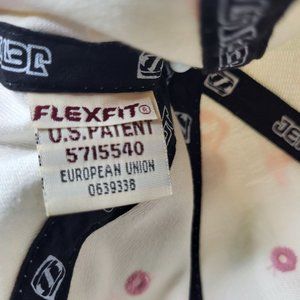 FLEXFIT®
U.S.PATENT
5715540
EUROPEAN UNION
0639338